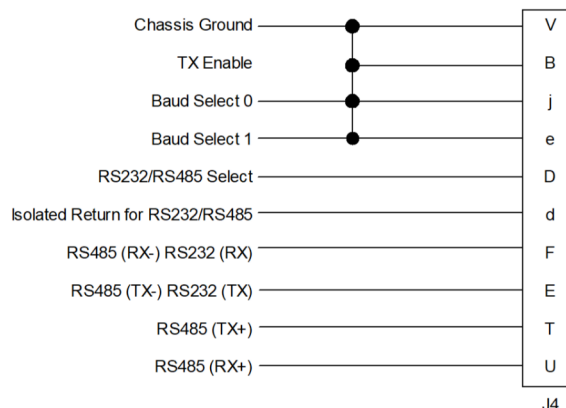 Chassis Ground V
TX Enable B
Baud Select 0 j
Baud Select 1 e
RS232/RS485 Select D
Isolated Return for RS232/RS485 d
RS485 (RX-) RS232 (RX) F
RS485 (TX-) RS232 (TX) E
RS485 (TX+) T
RS485 (RX+) U
J4